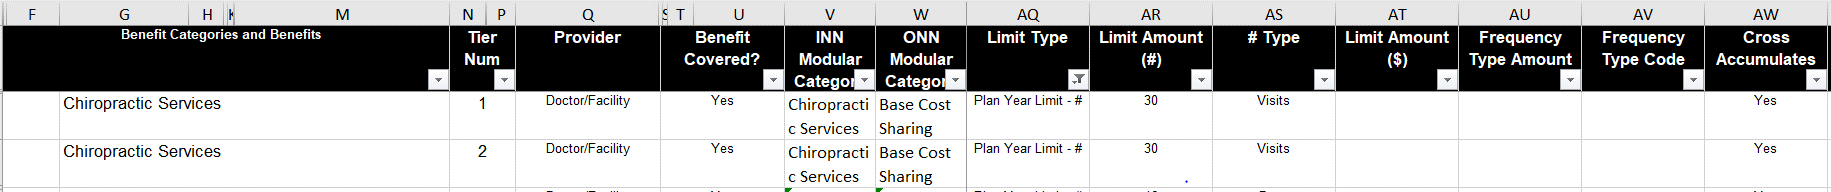 F G H K M N P Q S T U V W AQ AR AS AT AU AV AW
Benefit Categories and Benefits Tier Provider Benefit INN ONN Limit Type Limit Amount # Type Limit Amount Frequency Frequency Cross
Num Covered? Modular Modular (#) ($) Type Amount Type Code Accumulates
Categor Categor
Chiropractic Services 1 Doctor/Facility Yes Chiropracti Base Cost Plan Year Limit - # 30 Visits Yes
c Services Sharing
Chiropractic Services 2 Doctor/Facility Yes Chiropracti Base Cost Plan Year Limit - # 30 Visits Yes
c Services Sharing